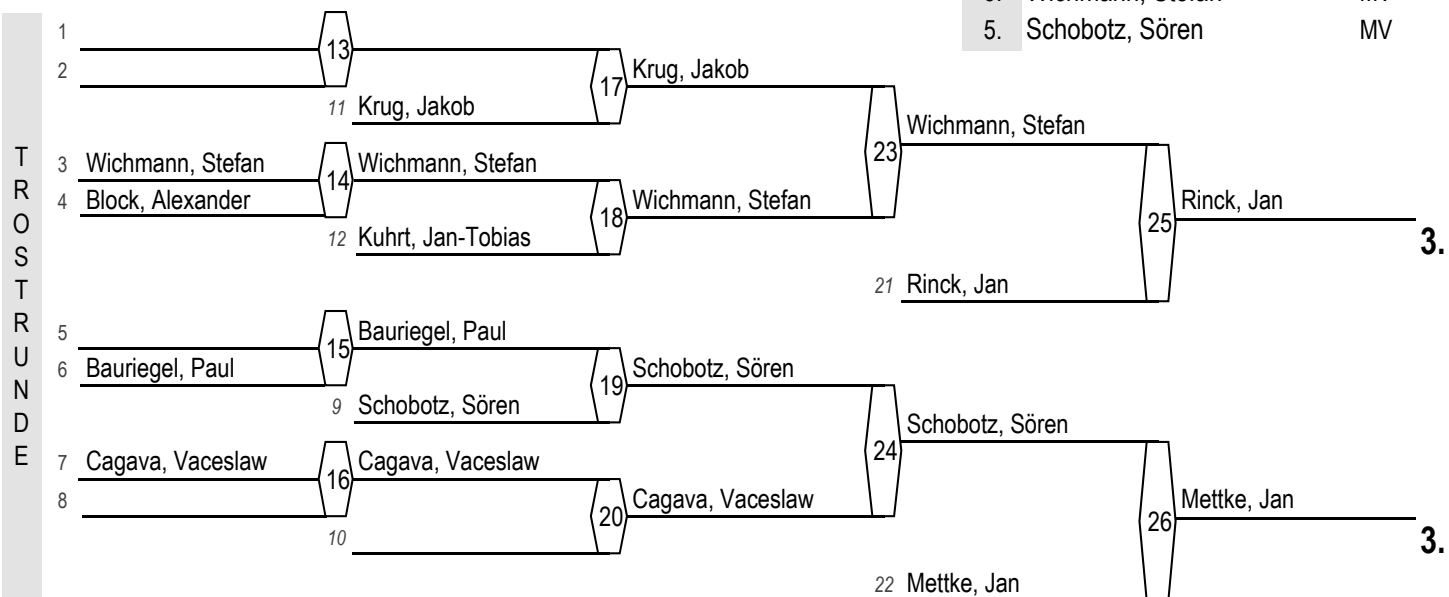 5. Schobotz, Sören MV
TROSTRUNDE
1
13
2
17 Krug, Jakob
11 Krug, Jakob
23 Wichmann, Stefan
3 Wichmann, Stefan
14 Wichmann, Stefan
4 Block, Alexander
18 Wichmann, Stefan
12 Kuhrt, Jan-Tobias
25 Rinck, Jan
3.
21 Rinck, Jan
5
15 Bauriegel, Paul
6 Bauriegel, Paul
19 Schobotz, Sören
9 Schobotz, Sören
24 Schobotz, Sören
7 Cagava, Vaceslaw
16 Cagava, Vaceslaw
8
20 Cagava, Vaceslaw
10
26 Mettke, Jan
3.
22 Mettke, Jan